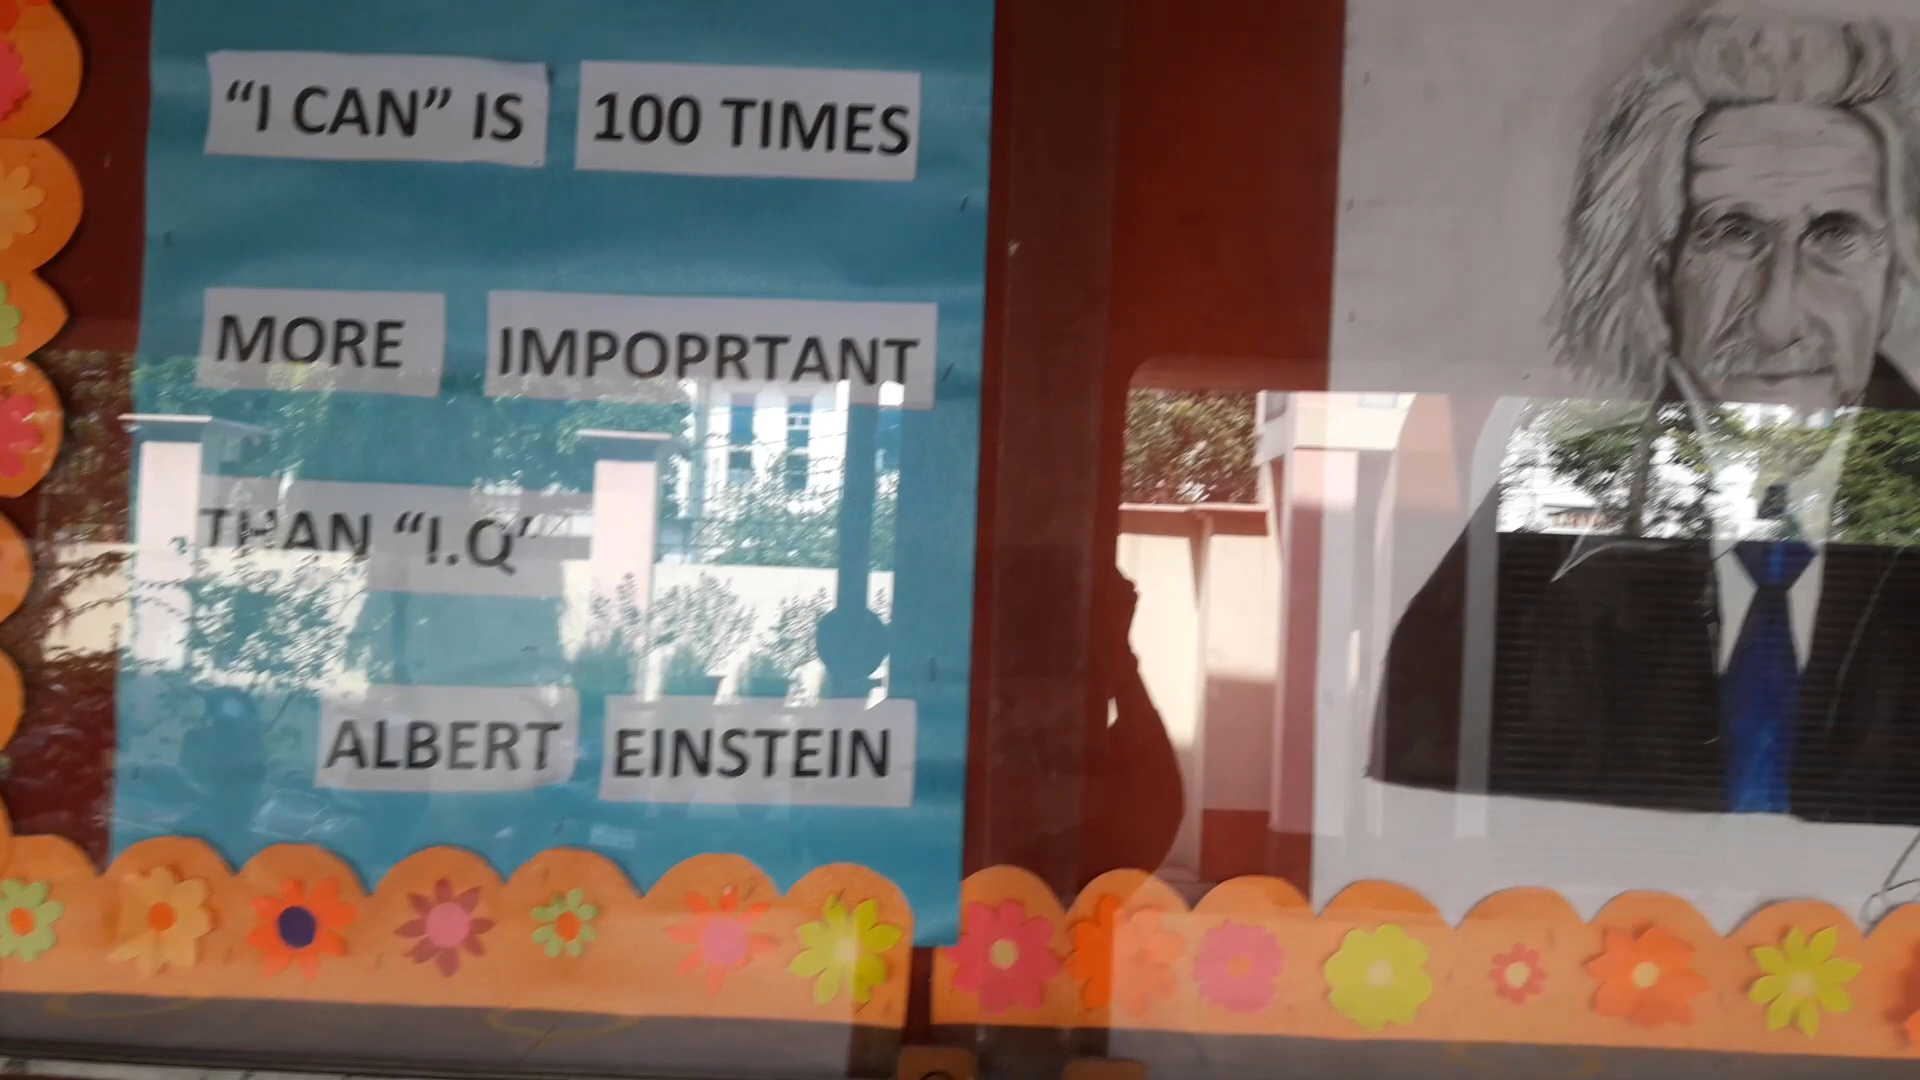 “I CAN” IS 100 TIMES
MORE IMPOPRTANT
THAN “I.Q”
ALBERT EINSTEIN